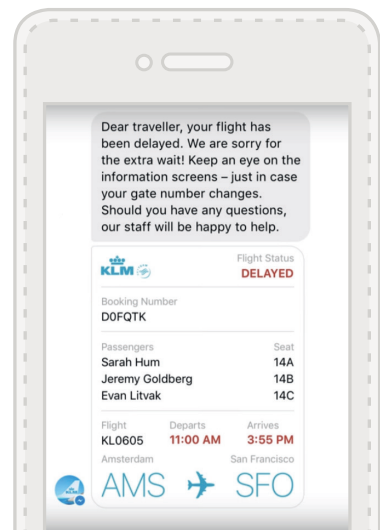 Dear traveller, your flight has
been delayed. We are sorry for
the extra wait! Keep an eye on the
information screens – just in case
your gate number changes.
Should you have any questions,
our staff will be happy to help.
KLM
Flight Status
DELAYED
Booking Number
D0FQTK
Passengers Seat
Sarah Hum 14A
Jeremy Goldberg 14B
Evan Litvak 14C
Flight Departs Arrives
KL0605 11:00 AM 3:55 PM
Amsterdam San Francisco
AMS SFO